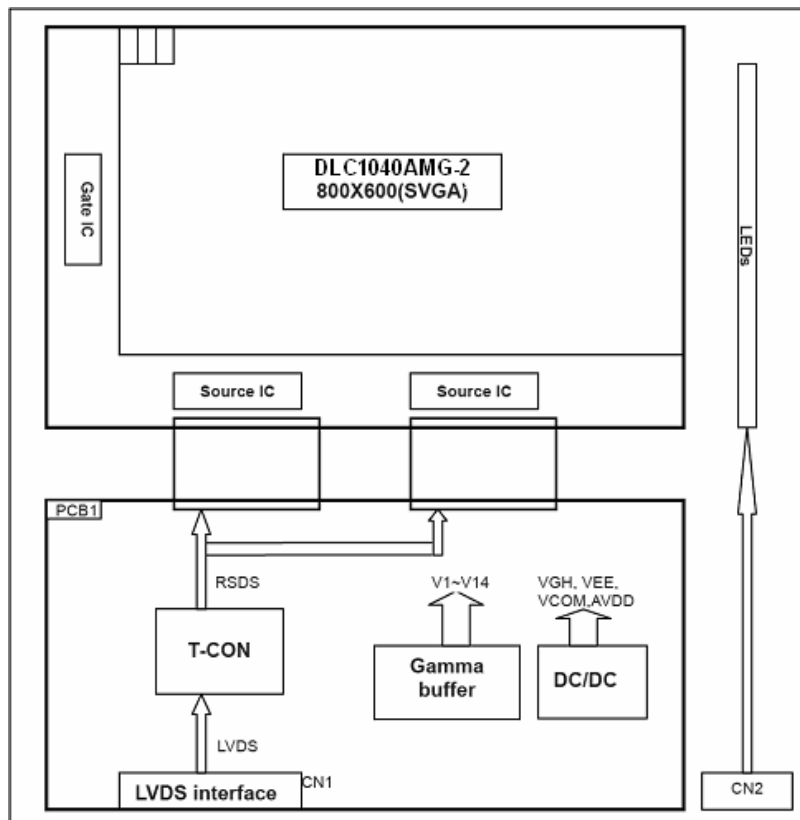 DLC1040AMG-2
800X600(SVGA)
Gate IC
LEDs
Source IC
Source IC
PCB1
RSDS
V1~V14
VGH, VEE,
VCOM,AVDD
T-CON
Gamma
buffer
DC/DC
LVDS
LVDS interface
CN1
CN2